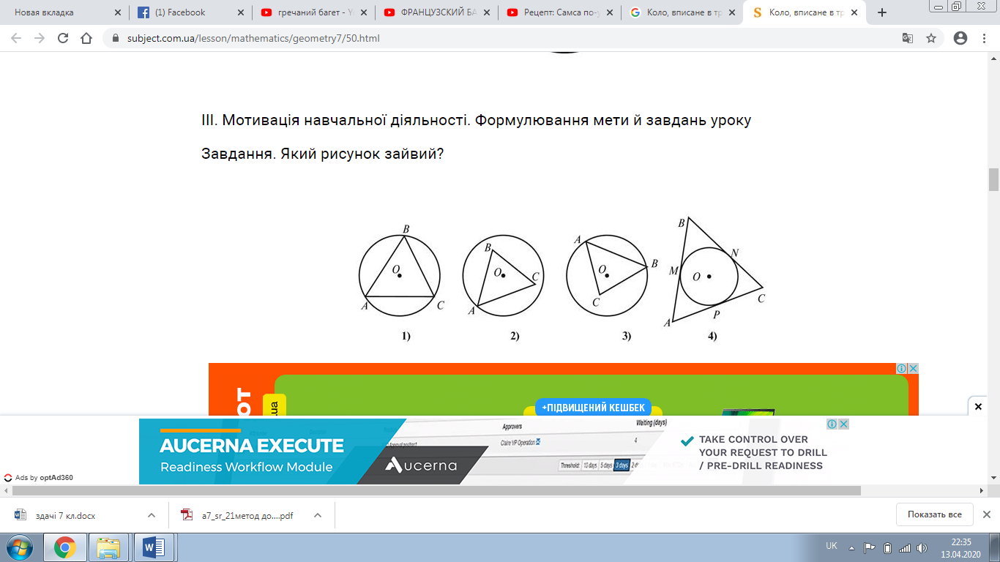 Новая вкладка
(1) Facebook
гречаний багет - Y
ФРАНЦУЗСКИЙ БА
Рецепт: Самса по-у
Коло, вписане в тр
Коло, вписане в тр
subject.com.ua/lesson/mathematics/geometry7/50.html
III. Мотивація навчальної діяльності. Формулювання мети й завдань уроку
Завдання. Який рисунок зайвий?
B
O
A
C
1)
B
O
C
A
2)
A
O
B
C
3)
B
N
M
O
C
P
A
4)
ОТ
.ua
+ПІДВИЩЕНИЙ КЕШБЕК
AUCERNA EXECUTE
Readiness Workflow Module
Aucerna
Approvers
Waiting (days)
Claire VP Operation
4
Threshold: 10 days 5 days 3 days
TAKE CONTROL OVER
YOUR REQUEST TO DRILL
/ PRE-DRILL READINESS
Ads by optAd360
здачі 7 кл.docx
a7_sr_21метод до....pdf
Показать все
UK
22:35
13.04.2020